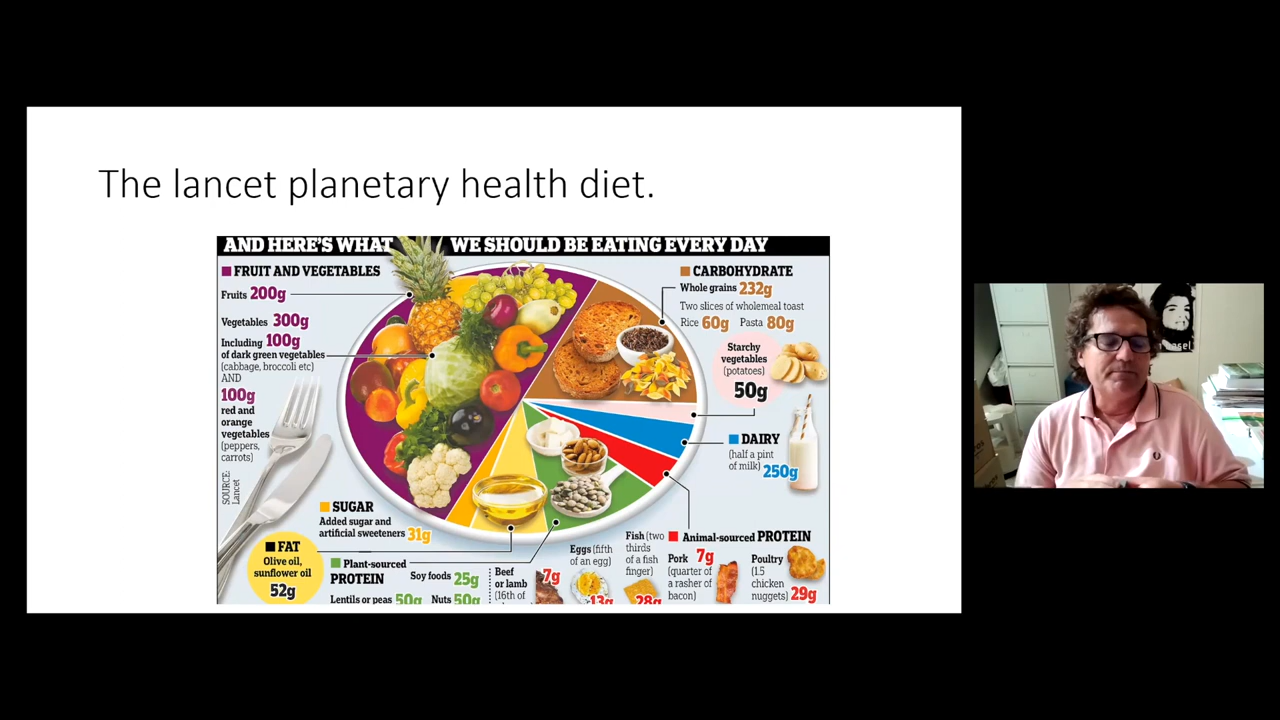 The lancet planetary health diet.
AND HERE'S WHAT WE SHOULD BE EATING EVERY DAY
FRUIT AND VEGETABLES
Fruits 200g
Vegetables 300g
Including 100g
of dark green vegetables
(cabbage, broccoli etc)
AND
100g
red and
orange
vegetables
(peppers,
carrots)
SOURCE:
Lancet
CARBOHYDRATE
Whole grains 232g
Two slices of wholemeal toast
Rice 60g Pasta 80g
Starchy
vegetables
(potatoes)
50g
DAIRY
(half a pint
of milk) 250g
SUGAR
Added sugar and
artificial sweeteners 31g
FAT
Olive oil,
sunflower oil
52g
Plant-sourced
PROTEIN
Soy foods 25g
Lentils or peas 50g Nuts 50g
Beef
or lamb
(16th of
7g
Eggs (fifth
of an egg)
13g
Fish (two
thirds
of a fish
finger)
28g
Animal-sourced PROTEIN
Pork 7g
(quarter of
a rasher of
bacon)
Poultry
(1.5
chicken
nuggets) 29g